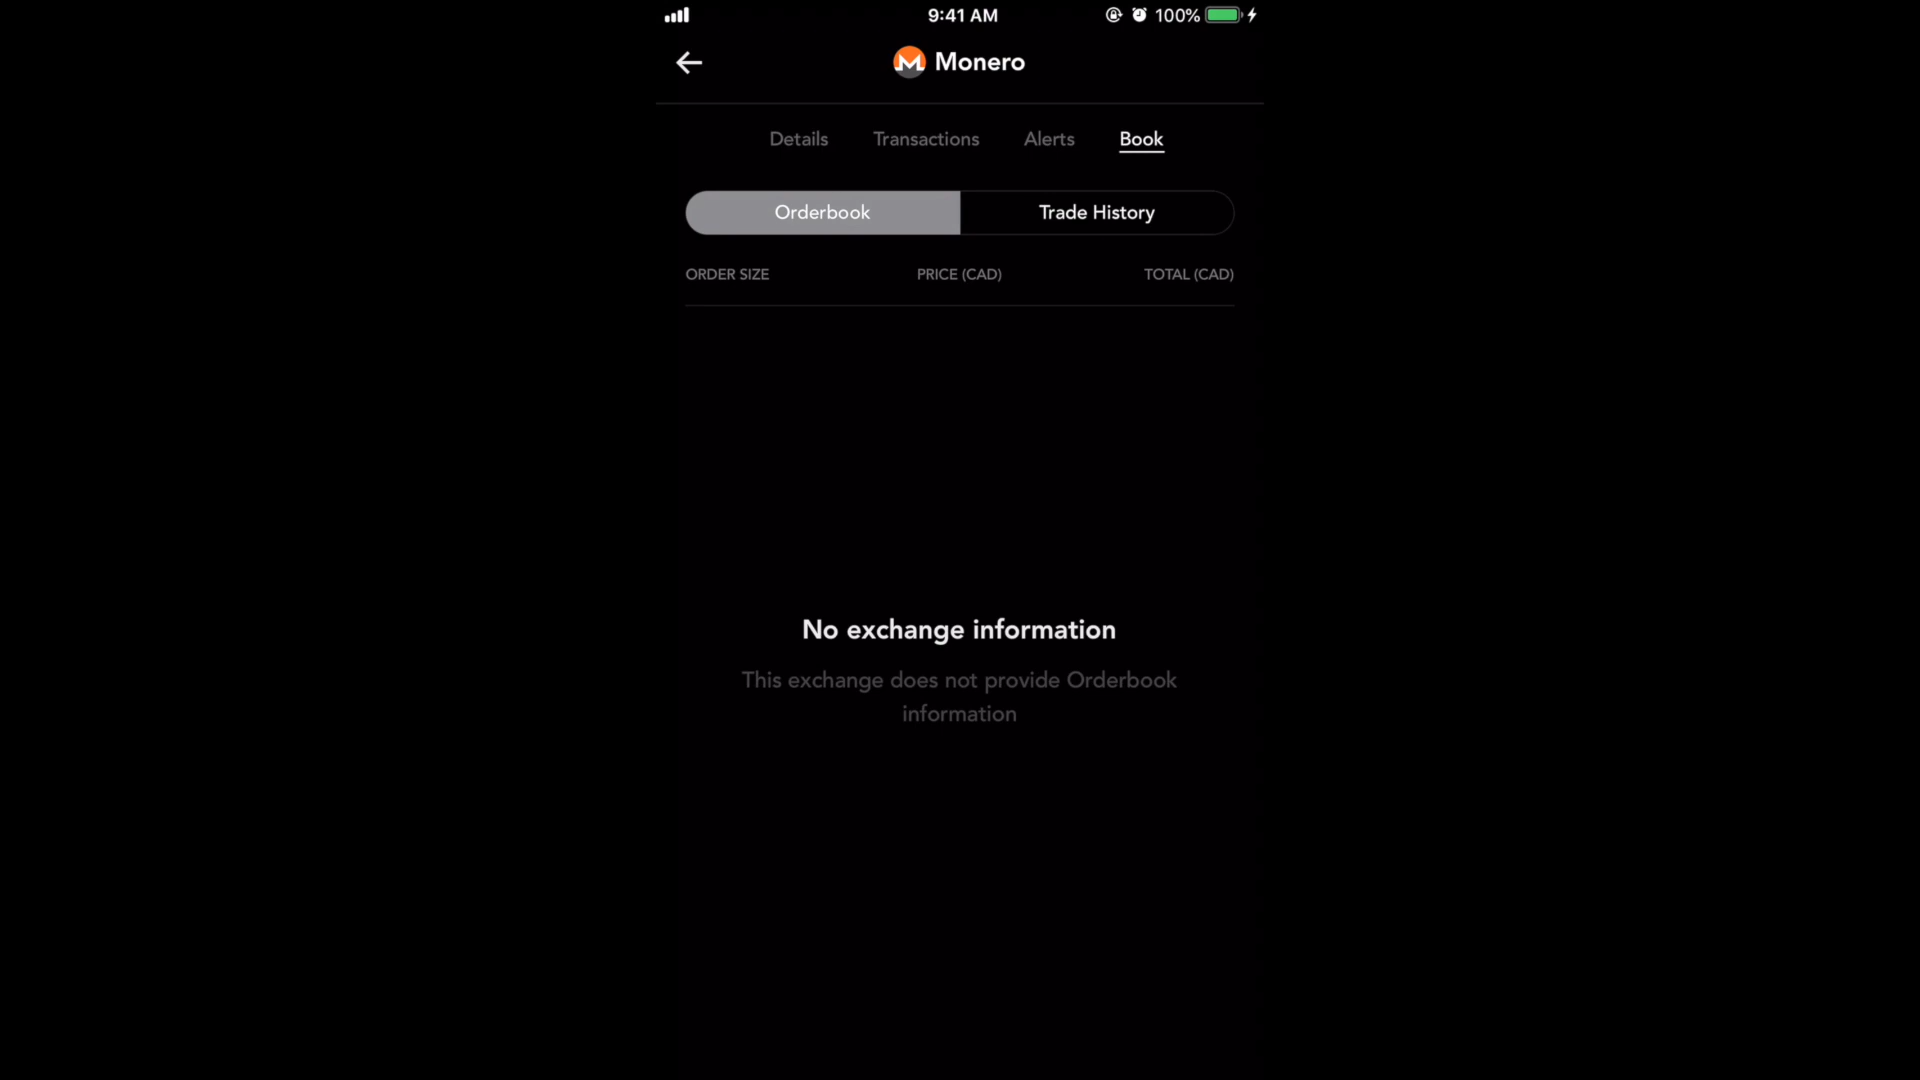 9:41 AM
100%
Monero
Details Transactions Alerts Book
Orderbook Trade History
ORDER SIZE PRICE (CAD) TOTAL (CAD)
No exchange information
This exchange does not provide Orderbook
information